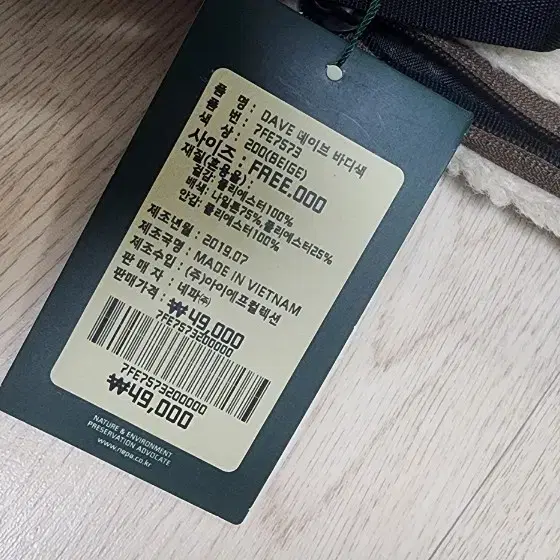 품 명 : DAVE 데이브 바디색
품 번 : 7FE7573
색 상 : 200(BEIGE)
사이즈 : FREE.000
재질(혼용율)
겉감: 폴리에스터100%
배색: 나일론75%,폴리에스터25%
안감: 폴리에스터100%
제조년월 : 2019.07
제조국명 : MADE IN VIETNAM
제조수입 : (주)아이에프컬렉션
판 매 자 : 네파㈜
판매가격 : ₩49,000
7FE7573200000
7FE7573200000
₩49,000
NATURE & ENVIRONMENT
PRESERVATION ADVOCATE
www.nepa.co.kr